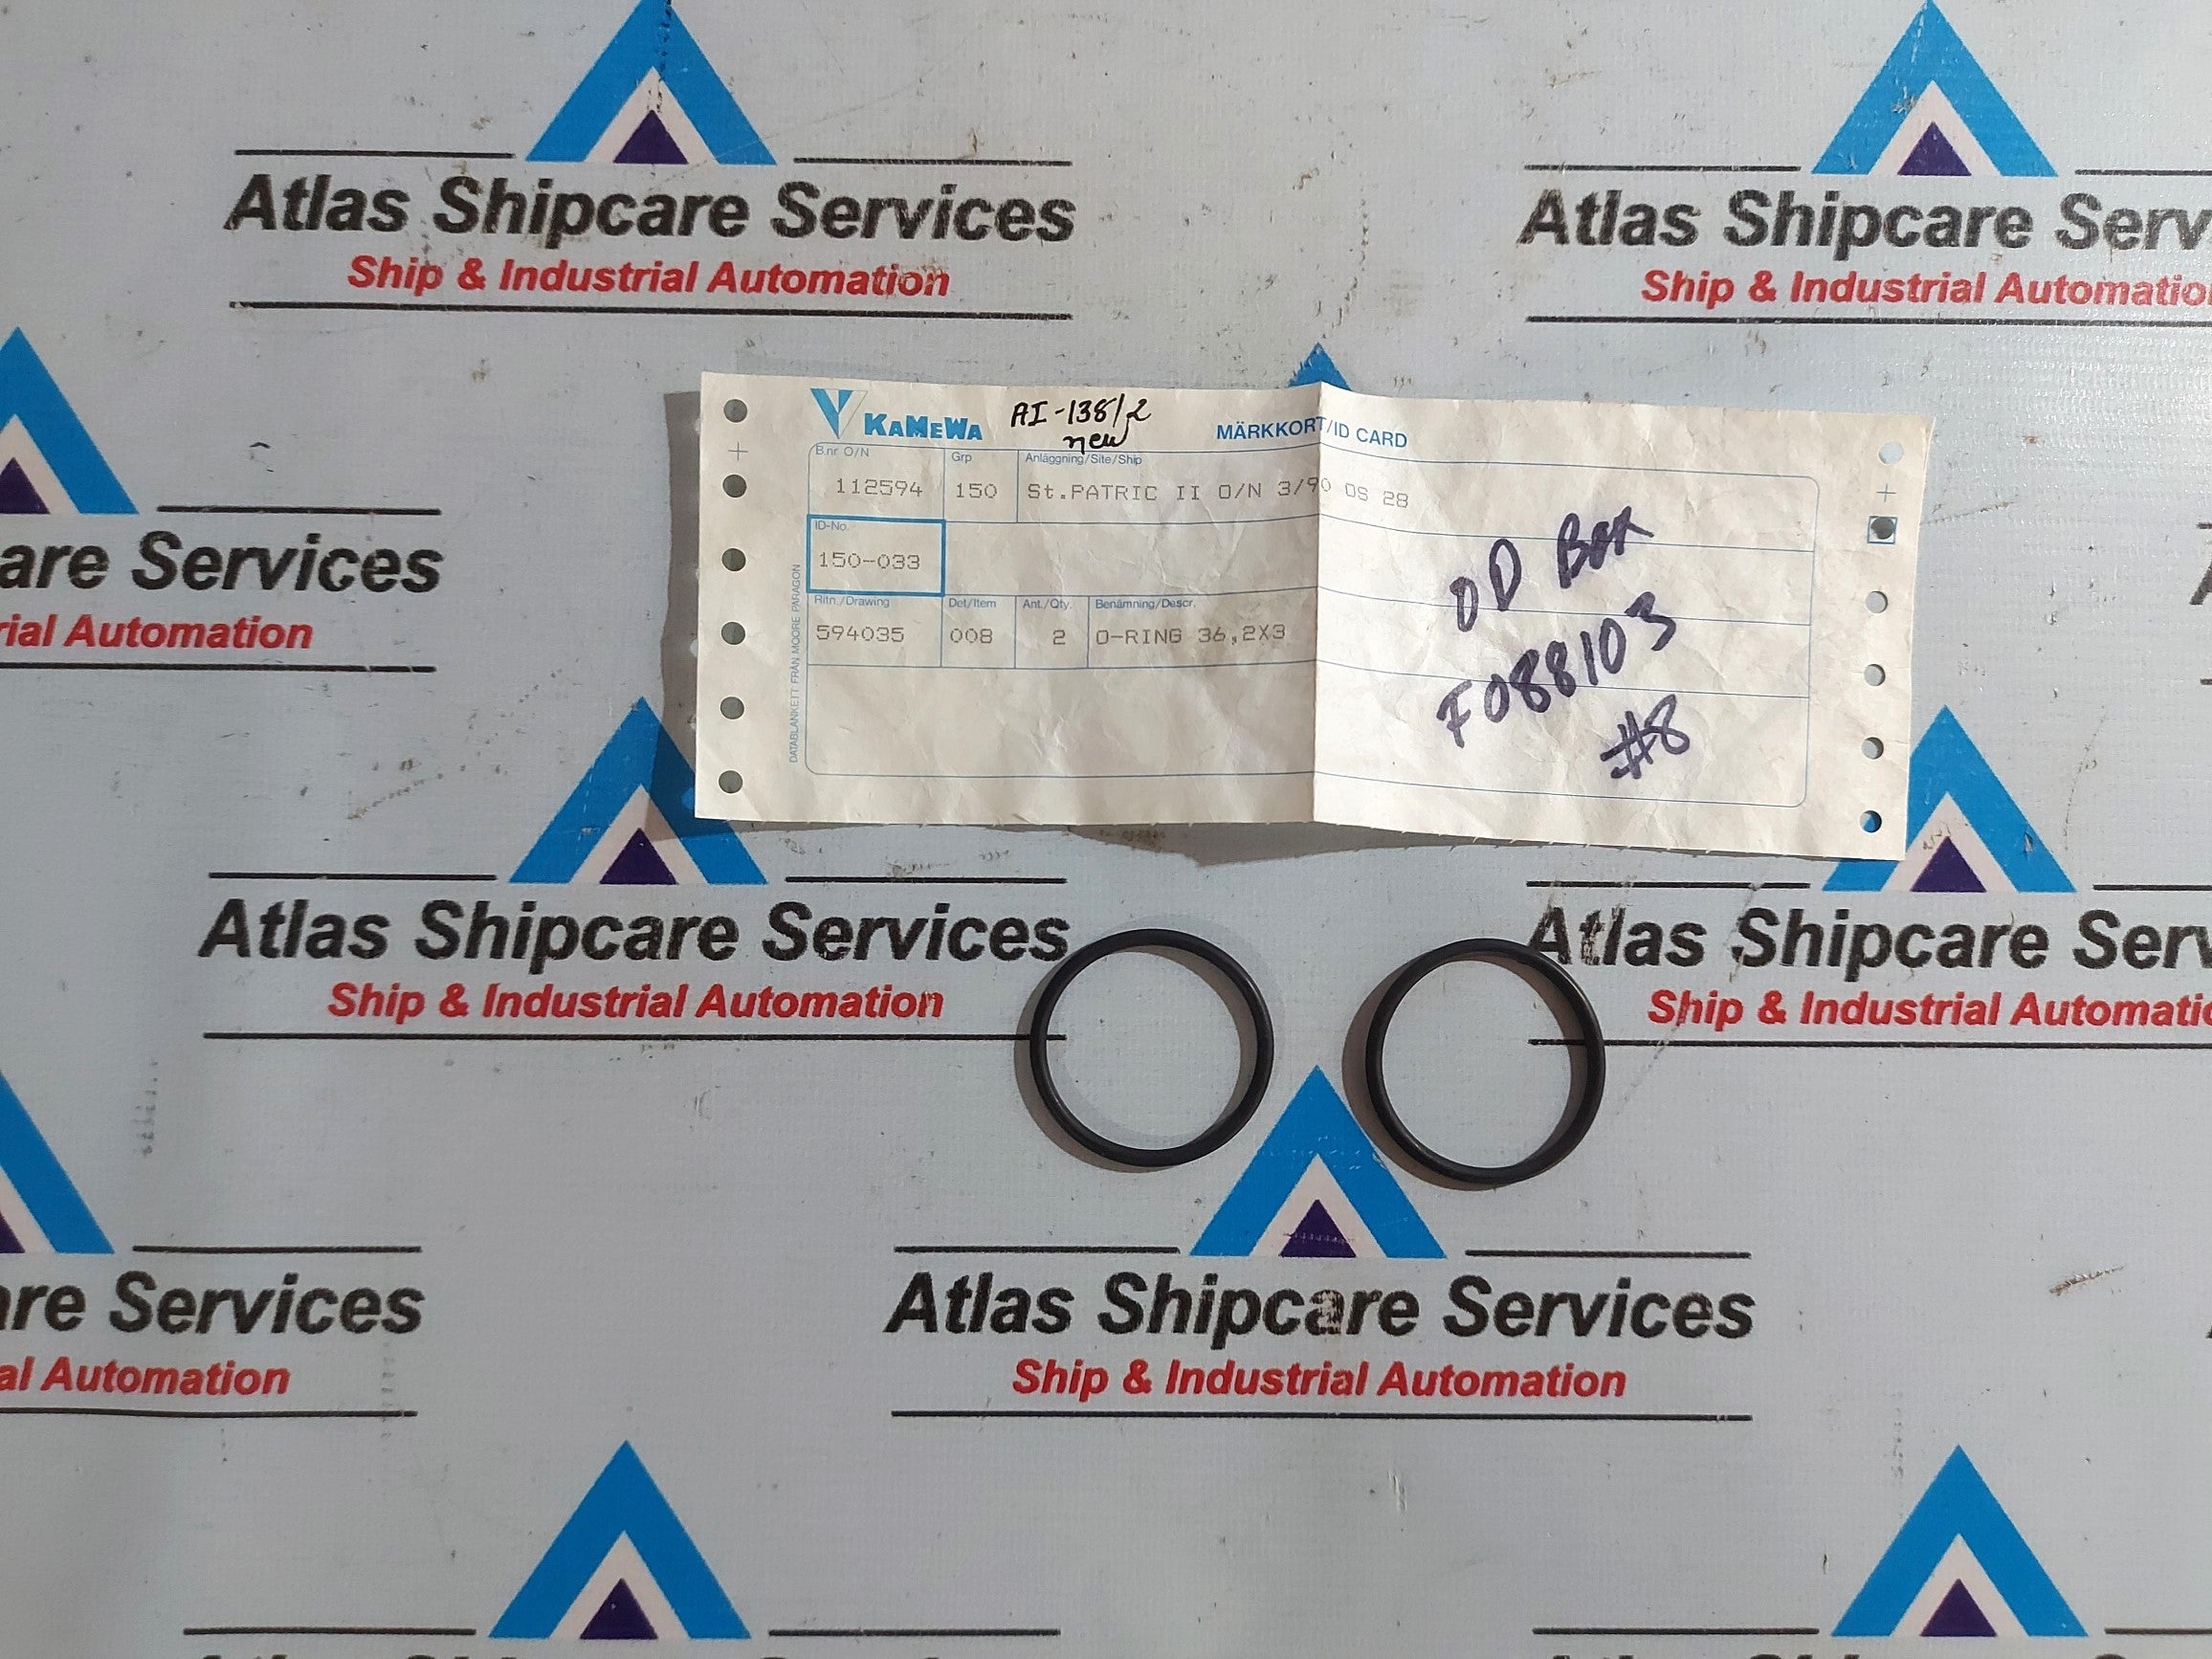 Atlas Shipcare Services
Ship & Industrial Automation
Atlas Shipcare Serv
Ship & Industrial Automatio
are Services
rial Automation
KAMEWA
AI-138/2
new
MÄRKKORT/ID CARD
B.nr O/N
Grp
Anläggning/Site/Ship
112594
150
St.PATRIC II O/N 3/90 OS 28
ID-No.
150-033
Ritn./Drawing
Det/Item
Ant./Qty.
Benämning/Descr.
594035
008
2
O-RING 36,2X3
DATABLANKETT FRÅN MOORE PARAGON
OD Box
F088103
#8
Atlas Shipcare Services
Ship & Industrial Automation
Atlas Shipcare Serv
Ship & Industrial Automatic
are Services
al Automation
Atlas Shipcare Services
Ship & Industrial Automation